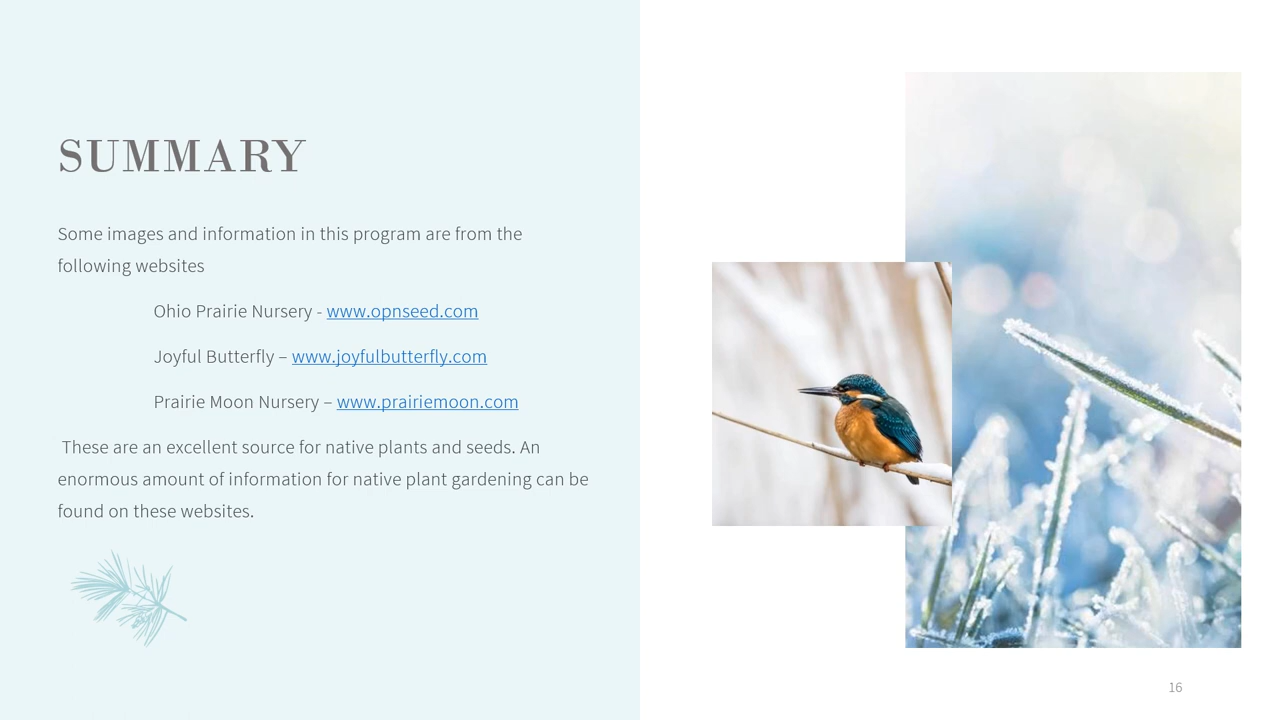 SUMMARY
Some images and information in this program are from the
following websites
Ohio Prairie Nursery - www.opnseed.com
Joyful Butterfly – www.joyfulbutterfly.com
Prairie Moon Nursery – www.prairiemoon.com
These are an excellent source for native plants and seeds. An
enormous amount of information for native plant gardening can be
found on these websites.
16